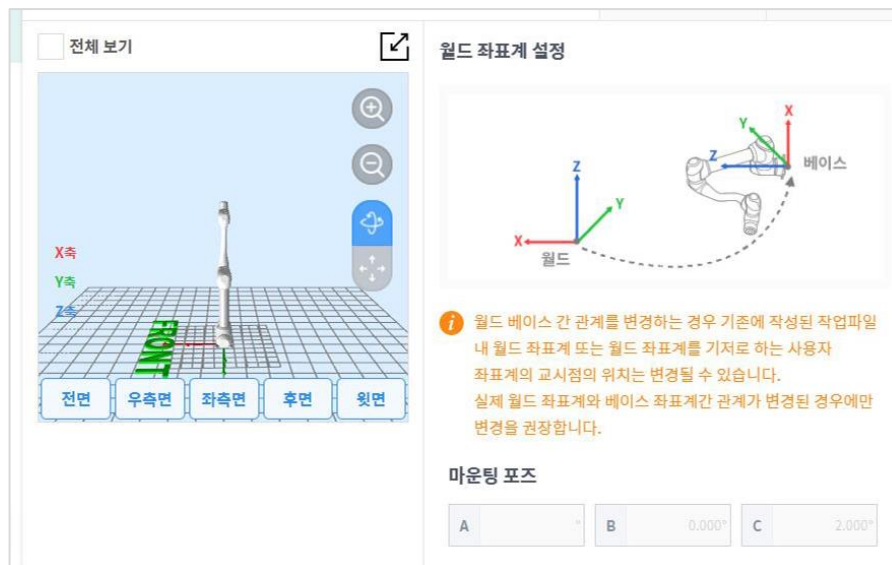 전체 보기
X축
Y축
Z축
FRONT
전면
우측면
좌측면
후면
윗면
월드 좌표계 설정
X
Y
Z
베이스
Z
Y
X
월드
i
월드 베이스 간 관계를 변경하는 경우 기존에 작성된 작업파일
내 월드 좌표계 또는 월드 좌표계를 기저로 하는 사용자
좌표계의 교시점의 위치는 변경될 수 있습니다.
실제 월드 좌표계와 베이스 좌표계간 관계가 변경된 경우에만
변경을 권장합니다.
마운팅 포즈
A °
B 0.000°
C 2.000°